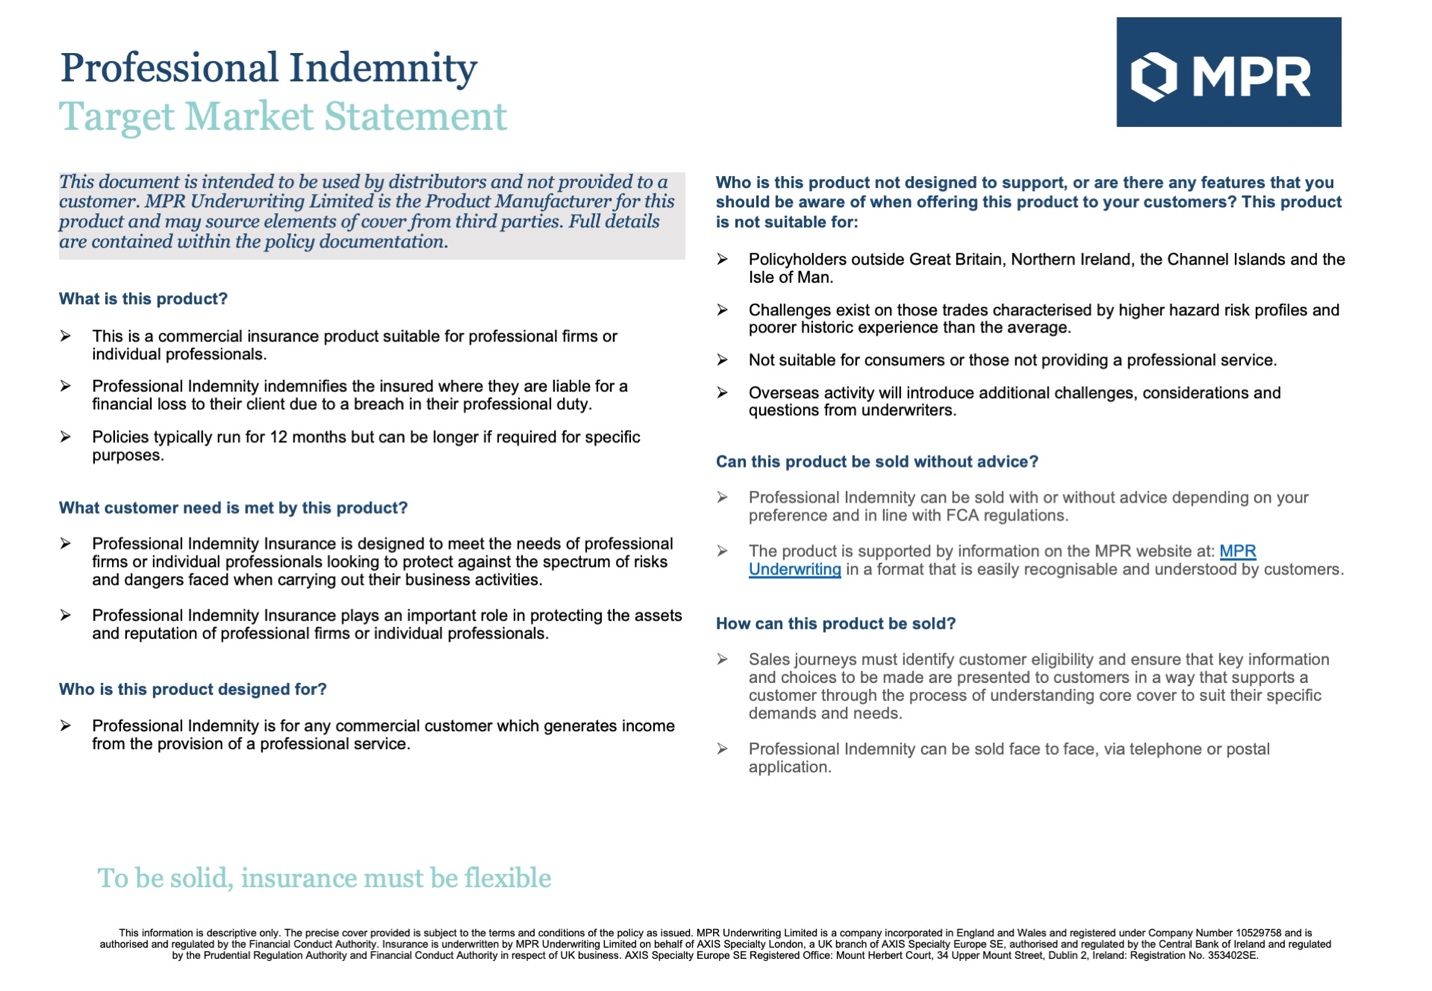 Professional Indemnity
Target Market Statement
MPR
This document is intended to be used by distributors and not provided to a
customer. MPR Underwriting Limited is the Product Manufacturer for this
product and may source elements of cover from third parties. Full details
are contained within the policy documentation.
What is this product?
➢ This is a commercial insurance product suitable for professional firms or
individual professionals.
➢ Professional Indemnity indemnifies the insured where they are liable for a
financial loss to their client due to a breach in their professional duty.
➢ Policies typically run for 12 months but can be longer if required for specific
purposes.
What customer need is met by this product?
➢ Professional Indemnity Insurance is designed to meet the needs of professional
firms or individual professionals looking to protect against the spectrum of risks
and dangers faced when carrying out their business activities.
➢ Professional Indemnity Insurance plays an important role in protecting the assets
and reputation of professional firms or individual professionals.
Who is this product designed for?
➢ Professional Indemnity is for any commercial customer which generates income
from the provision of a professional service.
Who is this product not designed to support, or are there any features that you
should be aware of when offering this product to your customers? This product
is not suitable for:
➢ Policyholders outside Great Britain, Northern Ireland, the Channel Islands and the
Isle of Man.
➢ Challenges exist on those trades characterised by higher hazard risk profiles and
poorer historic experience than the average.
➢ Not suitable for consumers or those not providing a professional service.
➢ Overseas activity will introduce additional challenges, considerations and
questions from underwriters.
Can this product be sold without advice?
➢ Professional Indemnity can be sold with or without advice depending on your
preference and in line with FCA regulations.
➢ The product is supported by information on the MPR website at: MPR
Underwriting in a format that is easily recognisable and understood by customers.
How can this product be sold?
➢ Sales journeys must identify customer eligibility and ensure that key information
and choices to be made are presented to customers in a way that supports a
customer through the process of understanding core cover to suit their specific
demands and needs.
➢ Professional Indemnity can be sold face to face, via telephone or postal
application.
To be solid, insurance must be flexible
This information is descriptive only. The precise cover provided is subject to the terms and conditions of the policy as issued. MPR Underwriting Limited is a company incorporated in England and Wales and registered under Company Number 10529758 and is
authorised and regulated by the Financial Conduct Authority. Insurance is underwritten by MPR Underwriting Limited on behalf of AXIS Specialty London, a UK branch of AXIS Specialty Europe SE, authorised and regulated by the Central Bank of Ireland and regulated
by the Prudential Regulation Authority and Financial Conduct Authority in respect of UK business. AXIS Specialty Europe SE Registered Office: Mount Herbert Court, 34 Upper Mount Street, Dublin 2, Ireland: Registration No. 353402SE.